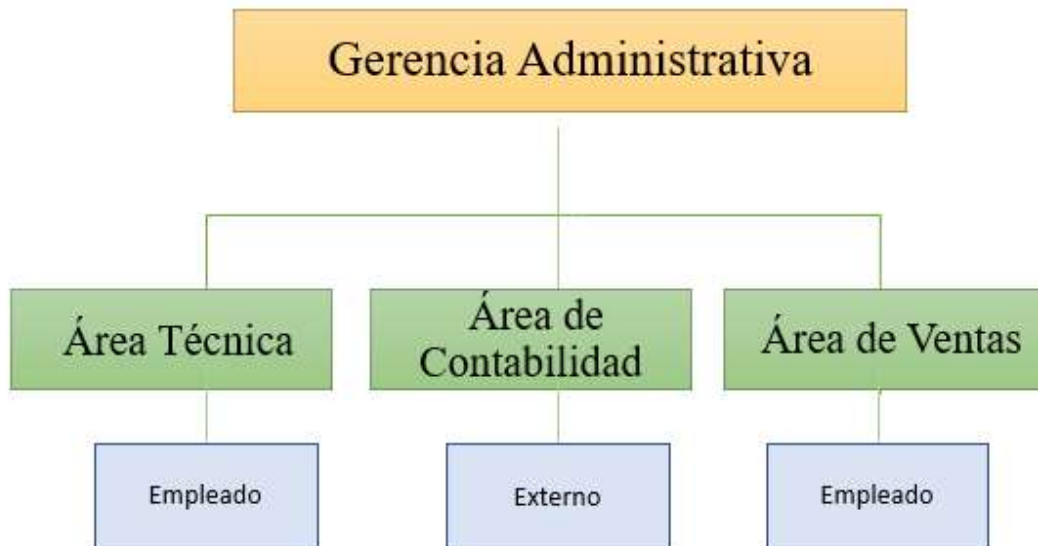 Gerencia Administrativa
Área Técnica
Área de
Contabilidad
Área de Ventas
Empleado
Externo
Empleado